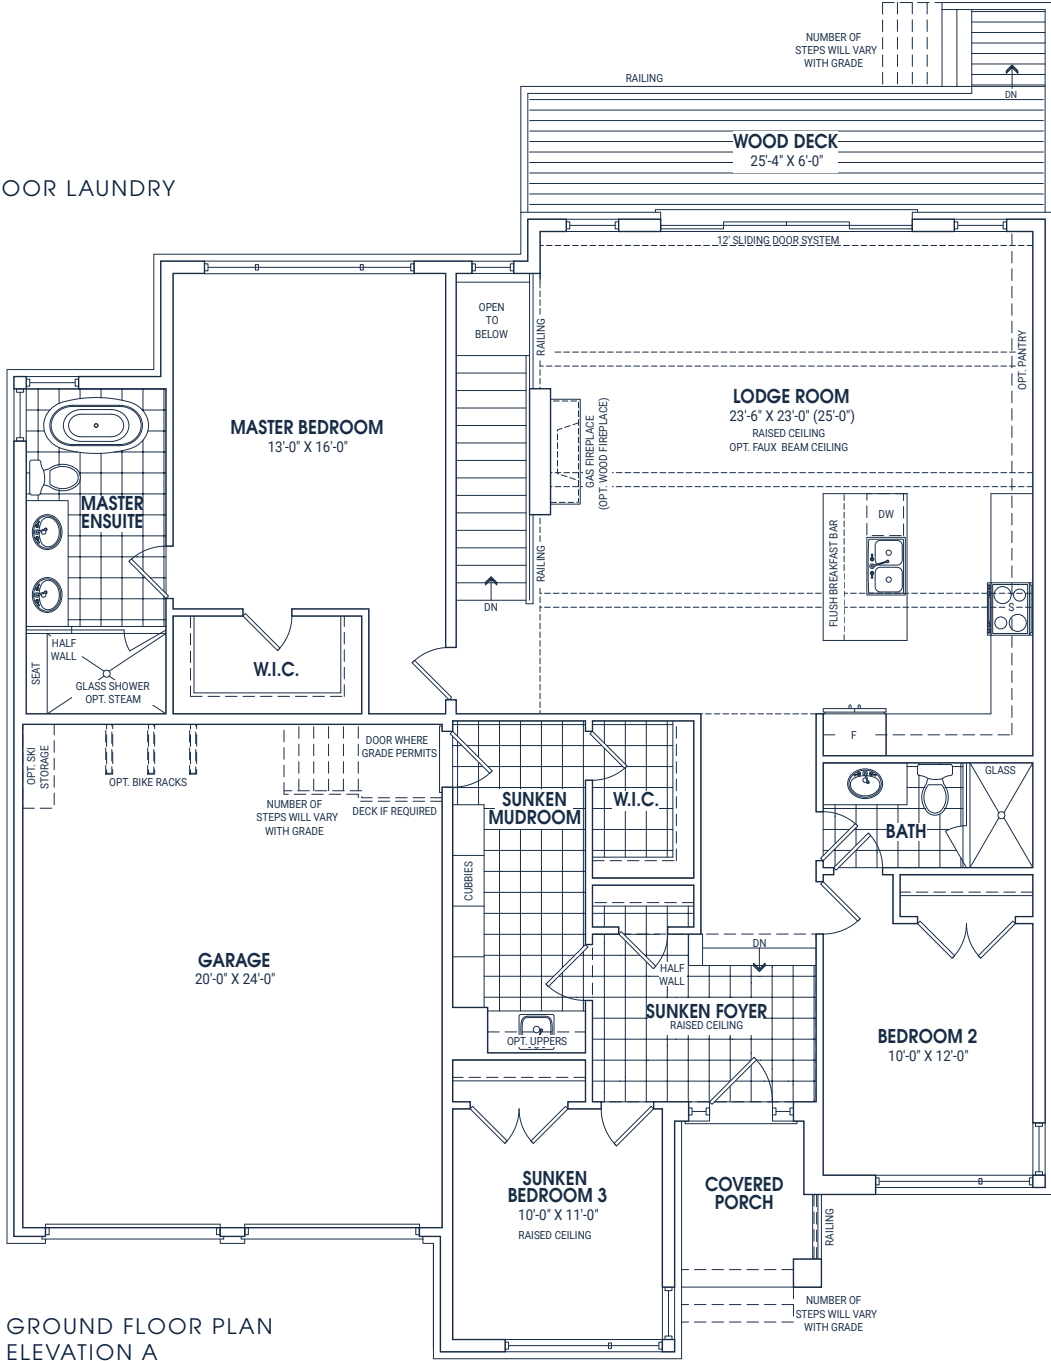 NUMBER OF
STEPS WILL VARY
WITH GRADE
RAILING
DN
WOOD DECK
25'-4" X 6'-0"
OOR LAUNDRY
12' SLIDING DOOR SYSTEM
OPEN
TO
BELOW
RAILING
OPT. PANTRY
LODGE ROOM
23'-6" X 23'-0" (25'-0")
RAISED CEILING
OPT. FAUX BEAM CEILING
MASTER BEDROOM
13'-0" X 16'-0"
GAS FIREPLACE
(OPT. WOOD FIREPLACE)
MASTER
ENSUITE
DW
FLUSH BREAKFAST BAR
RAILING
DN
S
HALF
WALL
SEAT
GLASS SHOWER
OPT. STEAM
W.I.C.
F
OPT. SKI
STORAGE
OPT. BIKE RACKS
DOOR WHERE
GRADE PERMITS
NUMBER OF
STEPS WILL VARY
WITH GRADE
DECK IF REQUIRED
SUNKEN
MUDROOM
W.I.C.
GLASS
BATH
CUBBIES
GARAGE
20'-0" X 24'-0"
DN
HALF
WALL
SUNKEN FOYER
RAISED CEILING
OPT. UPPERS
BEDROOM 2
10'-0" X 12'-0"
SUNKEN
BEDROOM 3
10'-0" X 11'-0"
RAISED CEILING
COVERED
PORCH
RAILING
NUMBER OF
STEPS WILL VARY
WITH GRADE
GROUND FLOOR PLAN
ELEVATION A